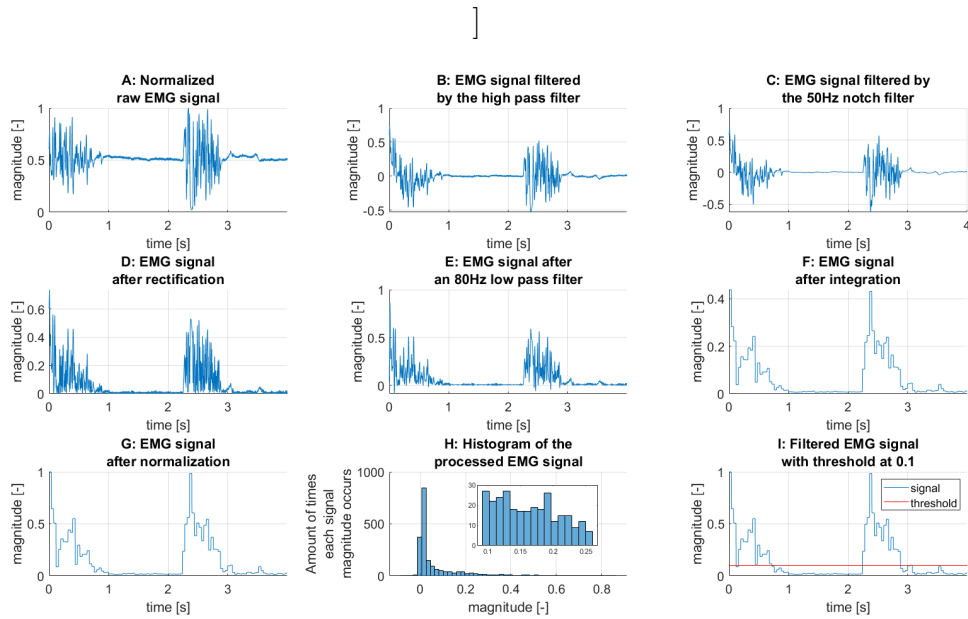 ]
A: Normalized
raw EMG signal
magnitude [-]
1
0.5
0
0 1 2 3
time [s]
B: EMG signal filtered
by the high pass filter
magnitude [-]
1
0.5
0
-0.5
0 1 2 3
time [s]
C: EMG signal filtered by
the 50Hz notch filter
magnitude [-]
1
0.5
0
-0.5
0 1 2 3 4
time [s]
D: EMG signal
after rectification
magnitude [-]
0.6
0.4
0.2
0
0 1 2 3
time [s]
E: EMG signal after
an 80Hz low pass filter
magnitude [-]
1
0.5
0
0 1 2 3
time [s]
F: EMG signal
after integration
magnitude [-]
0.4
0.2
0
0 1 2 3
time [s]
G: EMG signal
after normalization
magnitude [-]
1
0.5
0
0 1 2 3
time [s]
H: Histogram of the
processed EMG signal
Amount of times
each signal
magnitude occurs
1000
500
0
0 0.2 0.4 0.6 0.8
magnitude [-]
30
20
10
0
0.1 0.15 0.2 0.25
I: Filtered EMG signal
with threshold at 0.1
magnitude [-]
1
0.5
0
0 1 2 3 4
time [s]
signal
threshold